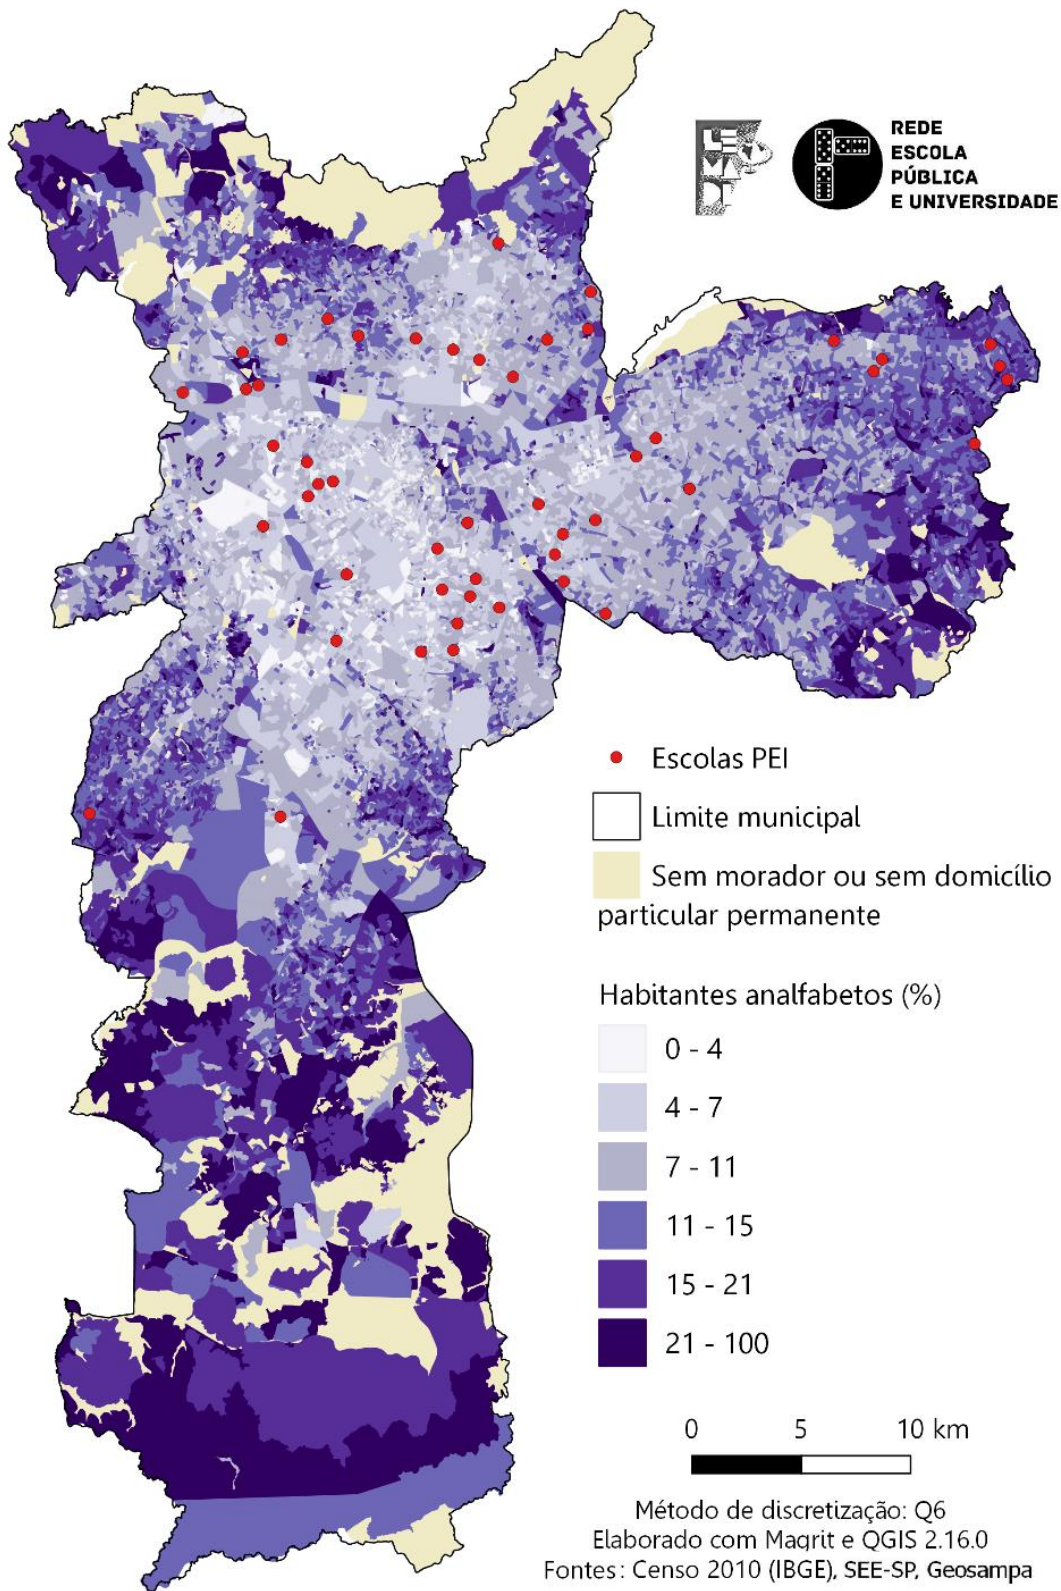 REDE
ESCOLA
PÚBLICA
E UNIVERSIDADE
Escolas PEI
Limite municipal
Sem morador ou sem domicílio
particular permanente
Habitantes analfabetos (%)
0 - 4
4 - 7
7 - 11
11 - 15
15 - 21
21 - 100
0 5 10 km
Método de discretização: Q6
Elaborado com Magrit e QGIS 2.16.0
Fontes: Censo 2010 (IBGE), SEE-SP, Geosampa